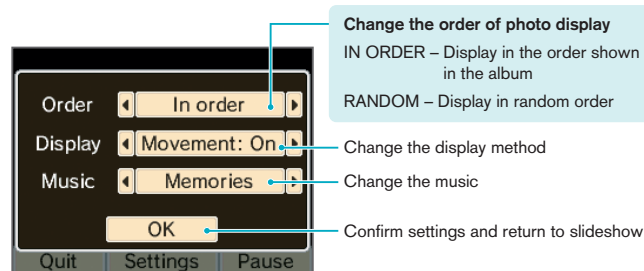 Change the order of photo display
IN ORDER – Display in the order shown
in the album
RANDOM – Display in random order
Order In order
Display Movement: On
Change the display method
Music Memories
Change the music
OK
Confirm settings and return to slideshow
Quit Settings Pause